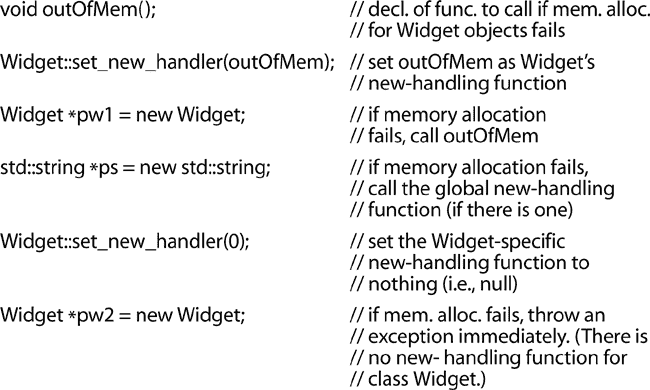 void outOfMem(); // decl. of func. to call if mem. alloc.
// for Widget objects fails
Widget::set_new_handler(outOfMem); // set outOfMem as Widget’s
// new-handling function
Widget *pw1 = new Widget; // if memory allocation
// fails, call outOfMem
std::string *ps = new std::string; // if memory allocation fails,
// call the global new-handling
// function (if there is one)
Widget::set_new_handler(0); // set the Widget-specific
// new-handling function to
// nothing (i.e., null)
Widget *pw2 = new Widget; // if mem. alloc. fails, throw an
// exception immediately. (There is
// no new- handling function for
// class Widget.)